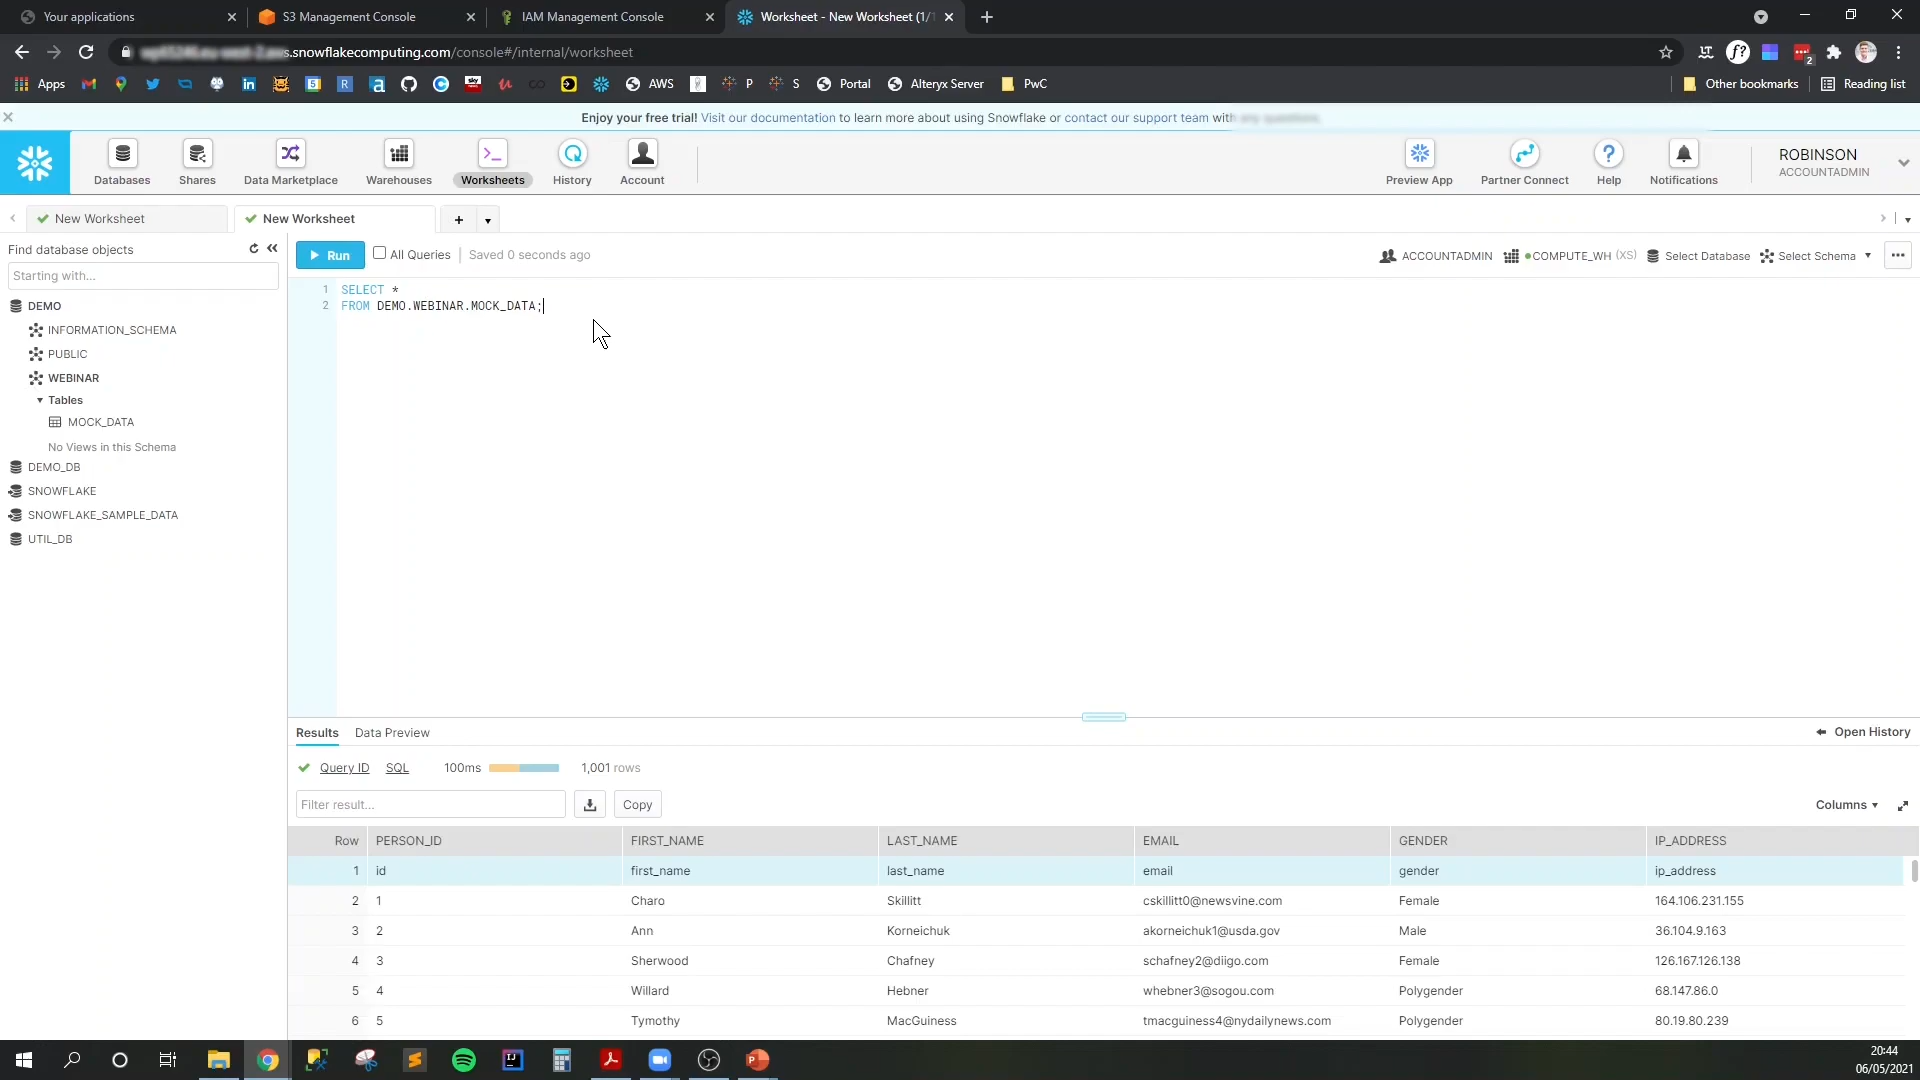 Your applications
S3 Management Console
IAM Management Console
Worksheet - New Worksheet (1/1
.snowflakecomputing.com/console#/internal/worksheet
Apps
AWS
P
S
Portal
Alteryx Server
PwC
Other bookmarks
Reading list
Enjoy your free trial! Visit our documentation to learn more about using Snowflake or contact our support team with any questions.
Databases
Shares
Data Marketplace
Warehouses
Worksheets
History
Account
Preview App
Partner Connect
Help
Notifications
ROBINSON
ACCOUNTADMIN
New Worksheet
New Worksheet
Find database objects
Starting with...
DEMO
INFORMATION_SCHEMA
PUBLIC
WEBINAR
Tables
MOCK_DATA
No Views in this Schema
DEMO_DB
SNOWFLAKE
SNOWFLAKE_SAMPLE_DATA
UTIL_DB
Run
All Queries
Saved 0 seconds ago
ACCOUNTADMIN
COMPUTE_WH (XS)
Select Database
Select Schema
1 SELECT *
2 FROM DEMO.WEBINAR.MOCK_DATA;
Results
Data Preview
Open History
Query ID
SQL
100ms
1,001 rows
Filter result...
Copy
Columns
Row PERSON_ID FIRST_NAME LAST_NAME EMAIL GENDER IP_ADDRESS
1 id first_name last_name email gender ip_address
2 1 Charo Skillitt cskillitt0@newsvine.com Female 164.106.231.155
3 2 Ann Korneichuk akorneichuk1@usda.gov Male 36.104.9.163
4 3 Sherwood Chafney schafney2@diigo.com Female 126.167.126.138
5 4 Willard Hebner whebner3@sogou.com Polygender 68.147.86.0
6 5 Tymothy MacGuiness tmacguiness4@nydailynews.com Polygender 80.19.80.239
20:44
06/05/2021